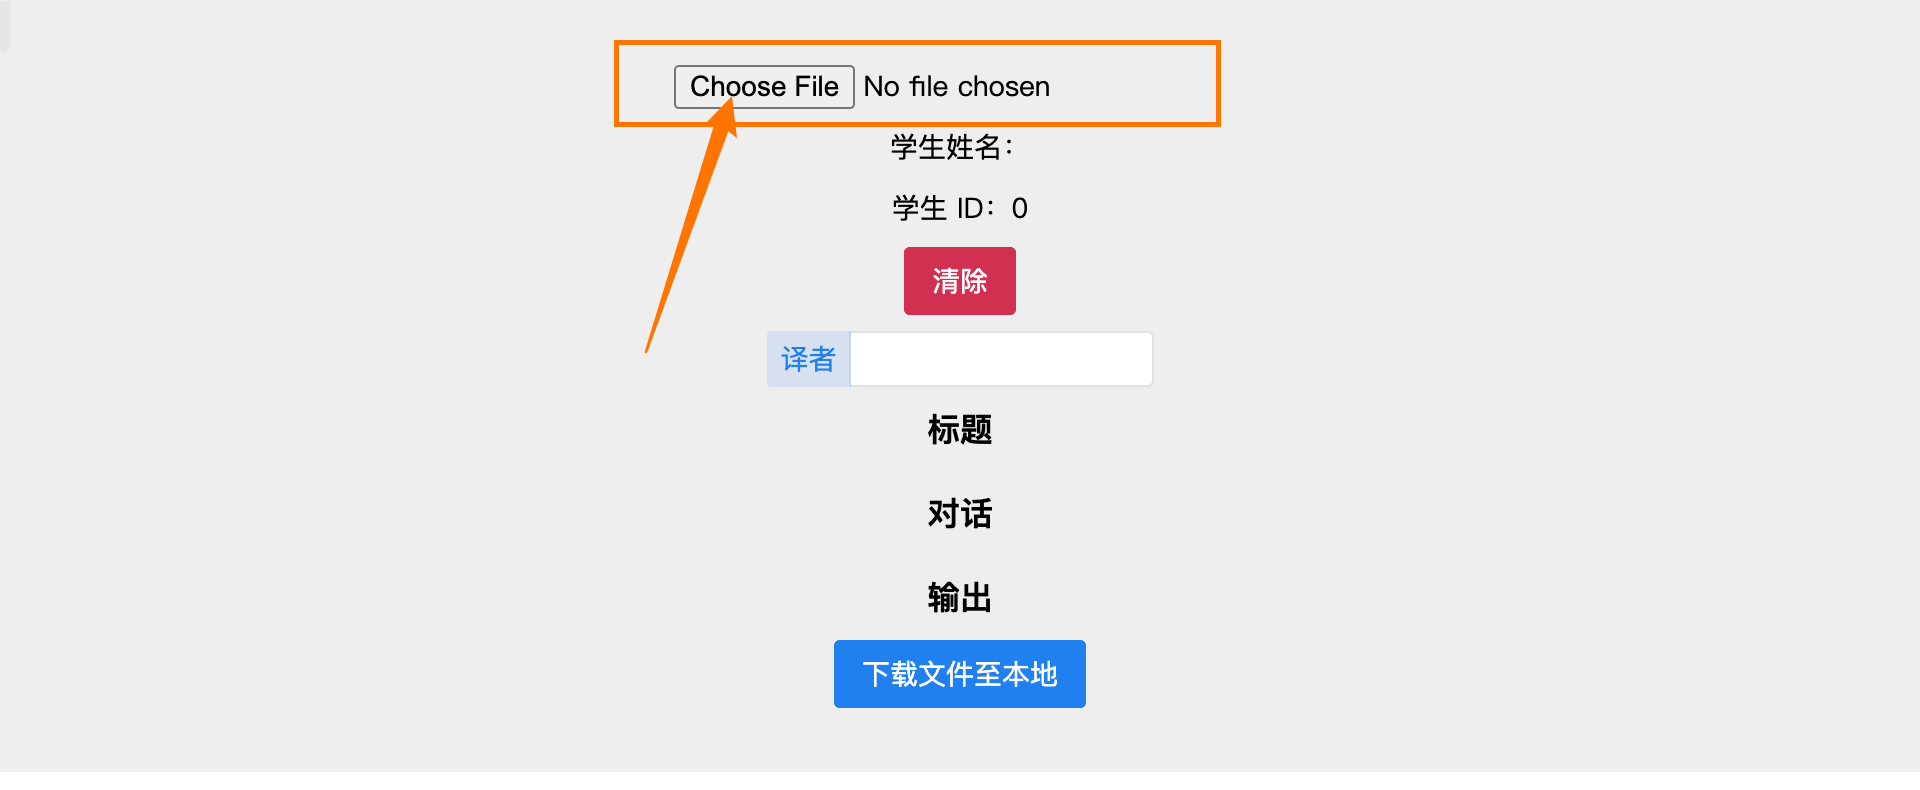 Choose File No file chosen
学生姓名：
学生 ID：0
清除
译者
标题
对话
输出
下载文件至本地